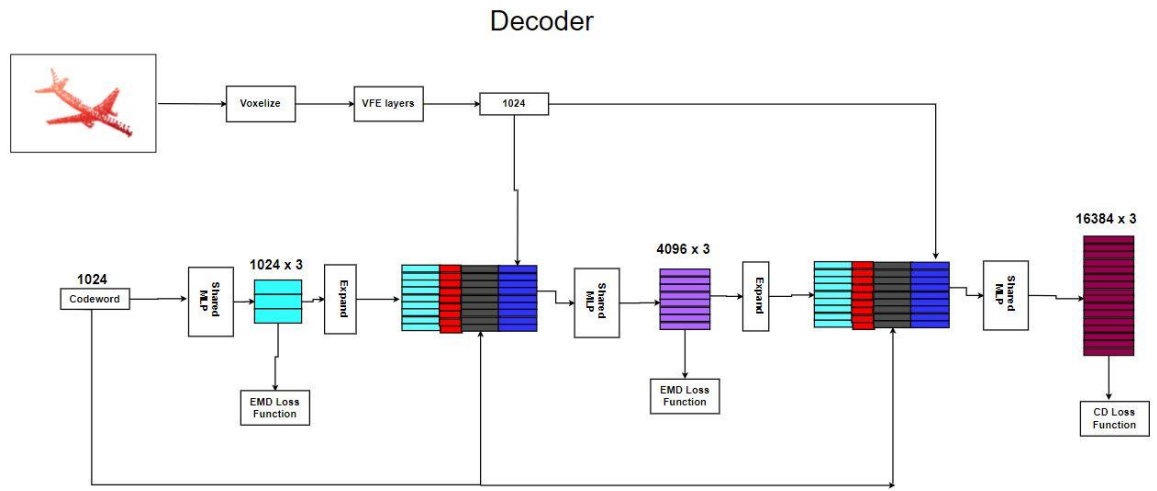 Decoder
Voxelize
VFE layers
1024
1024
Codeword
Shared
MLP
1024 x 3
EMD Loss
Function
Expand
Shared
MLP
4096 x 3
EMD Loss
Function
Expand
Shared
MLP
16384 x 3
CD Loss
Function